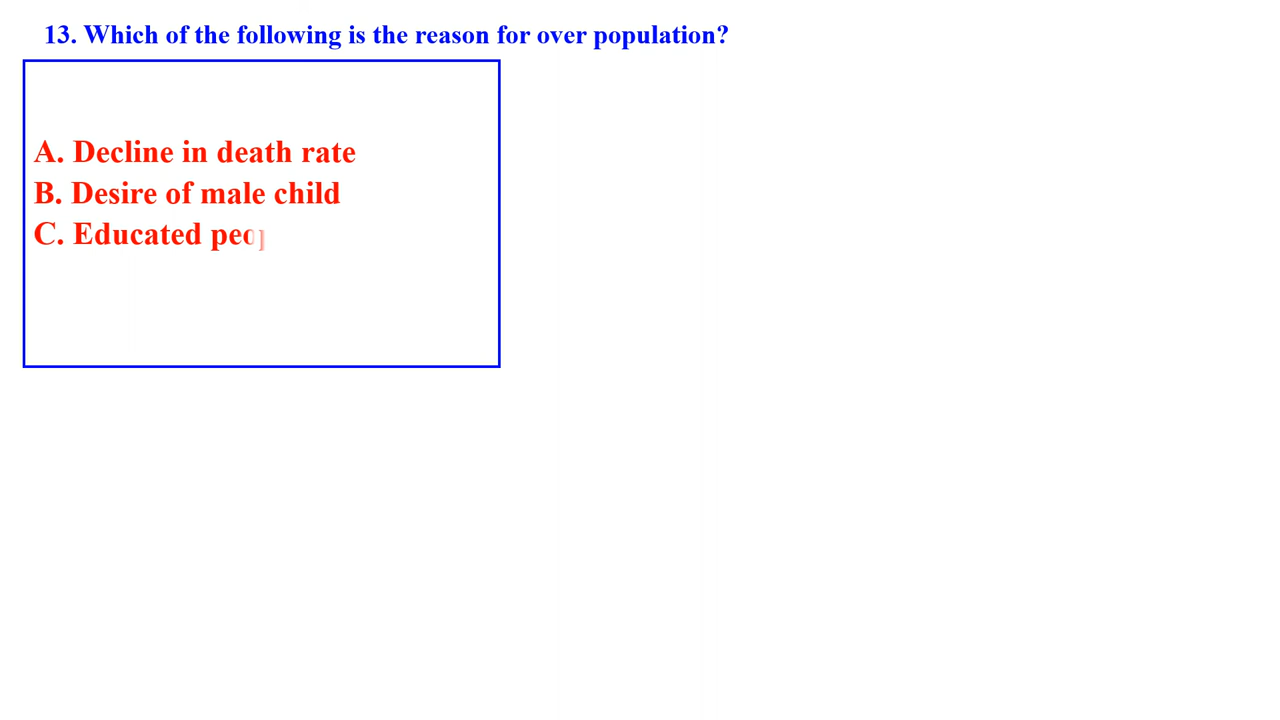 13. Which of the following is the reason for over population?
A. Decline in death rate
B. Desire of male child
C. Educated